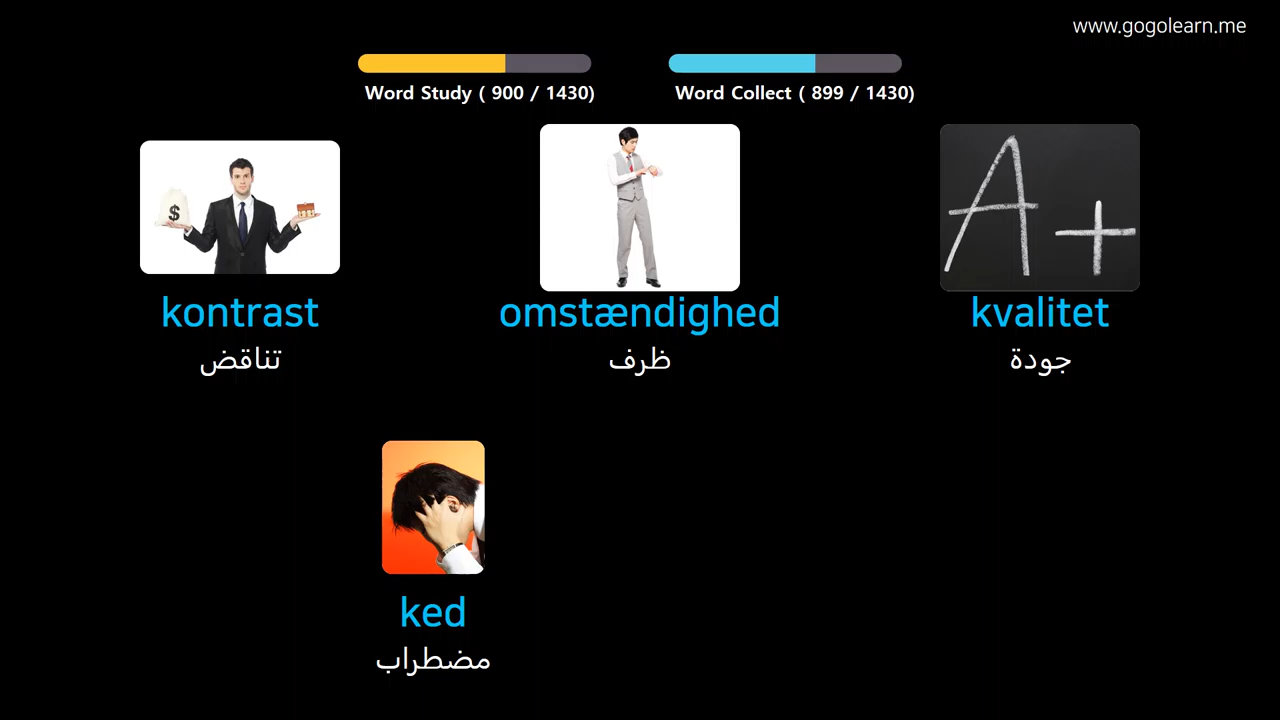 www.gogolearn.me
Word Study ( 900 / 1430)
Word Collect ( 899 / 1430)
$
A+
kontrast
omstændighed
kvalitet
تناقض
ظرف
جودة
ked
مضطراب